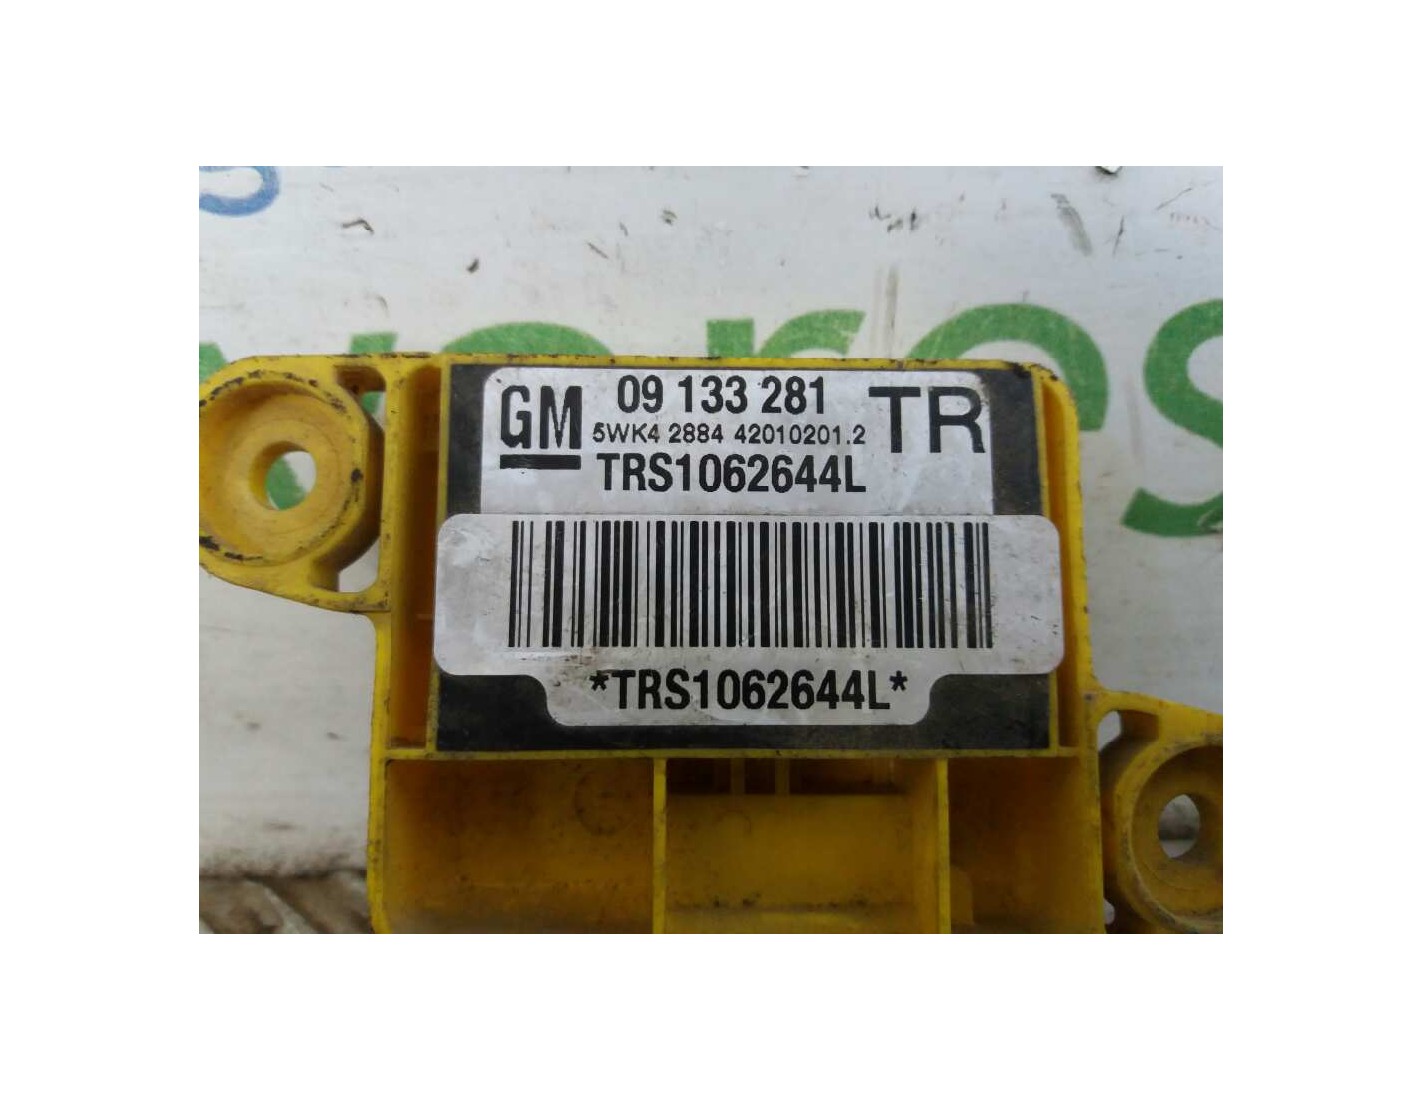 GM 09 133 281 TR
5WK4 2884 42010201.2
TRS1062644L
*TRS1062644L*